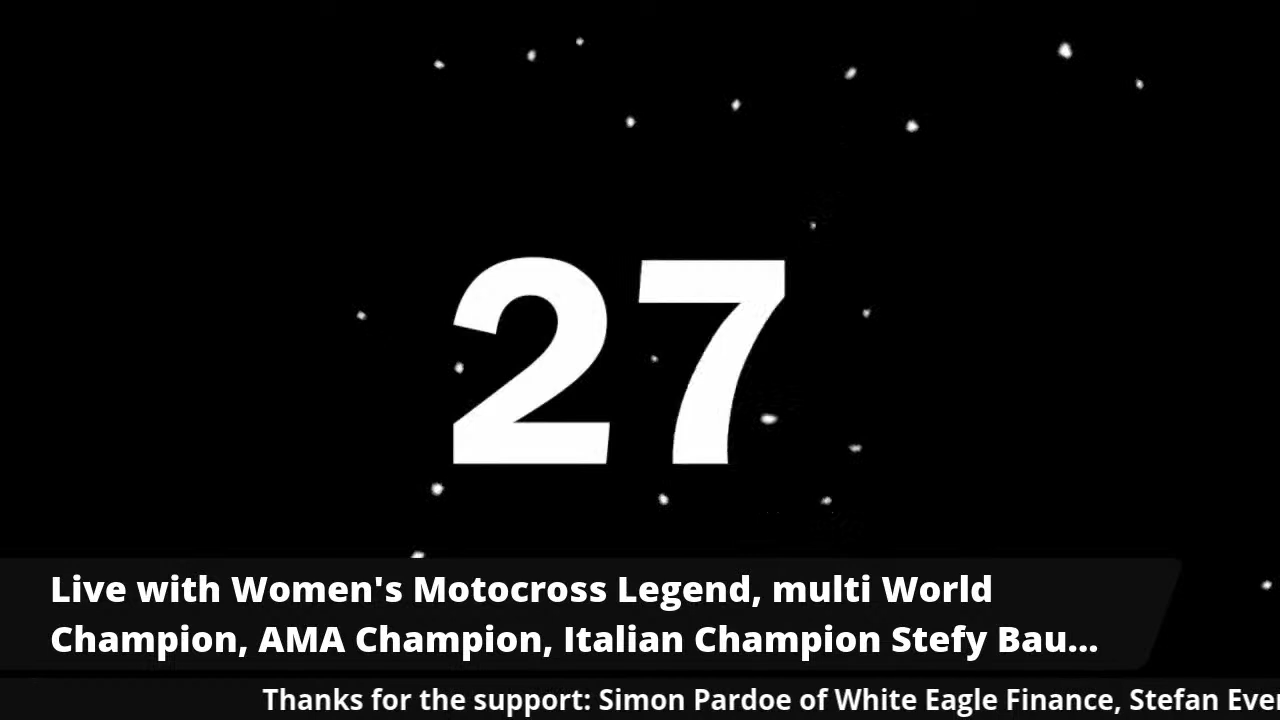 27
Live with Women's Motocross Legend, multi World
Champion, AMA Champion, Italian Champion Stefy Bau...
Thanks for the support: Simon Pardoe of White Eagle Finance, Stefan